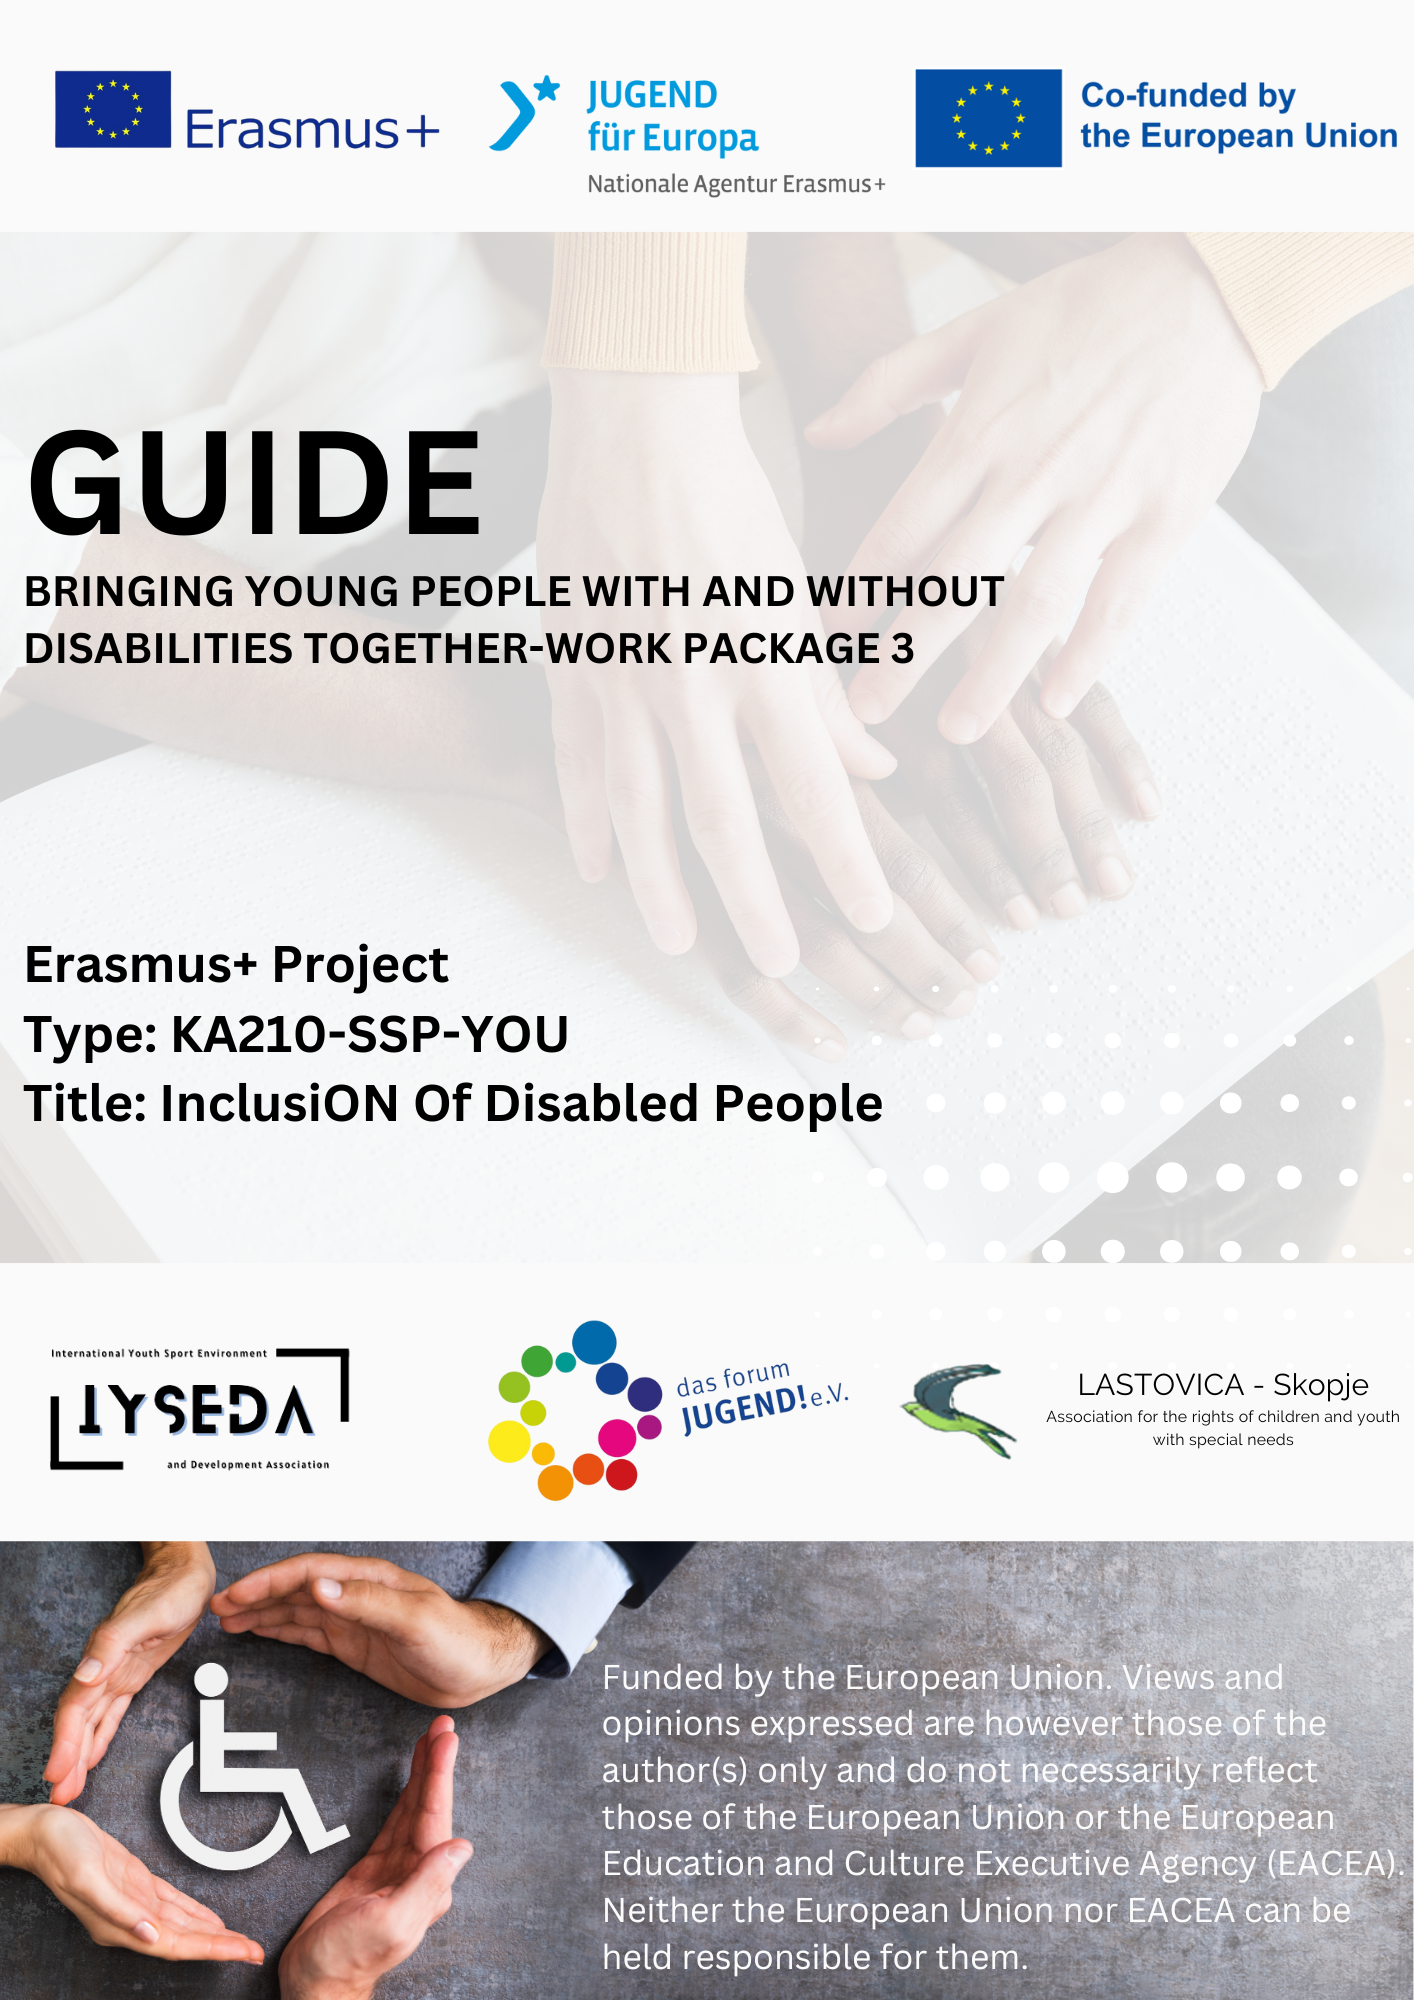 Erasmus+
JUGEND
für Europa
Nationale Agentur Erasmus+
Co-funded by
the European Union
GUIDE
BRINGING YOUNG PEOPLE WITH AND WITHOUT
DISABILITIES TOGETHER-WORK PACKAGE 3
Erasmus+ Project
Type: KA210-SSP-YOU
Title: InclusiON Of Disabled People
International Youth Sport Environment
IYSEDA
and Development Association
das forum
JUGEND! e.V.
LASTOVICA - Skopje
Association for the rights of children and youth
with special needs
Funded by the European Union. Views and
opinions expressed are however those of the
author(s) only and do not necessarily reflect
those of the European Union or the European
Education and Culture Executive Agency (EACEA).
Neither the European Union nor EACEA can be
held responsible for them.